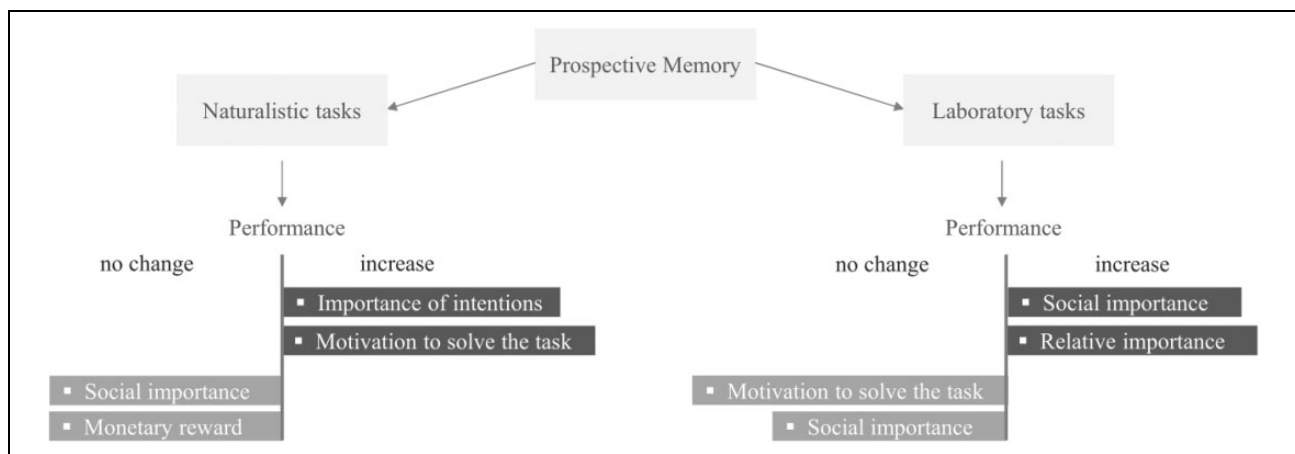 Prospective Memory
Naturalistic tasks
Laboratory tasks
Performance
no change
increase
▪ Importance of intentions
▪ Motivation to solve the task
▪ Social importance
▪ Monetary reward
Performance
no change
increase
▪ Social importance
▪ Relative importance
▪ Motivation to solve the task
▪ Social importance